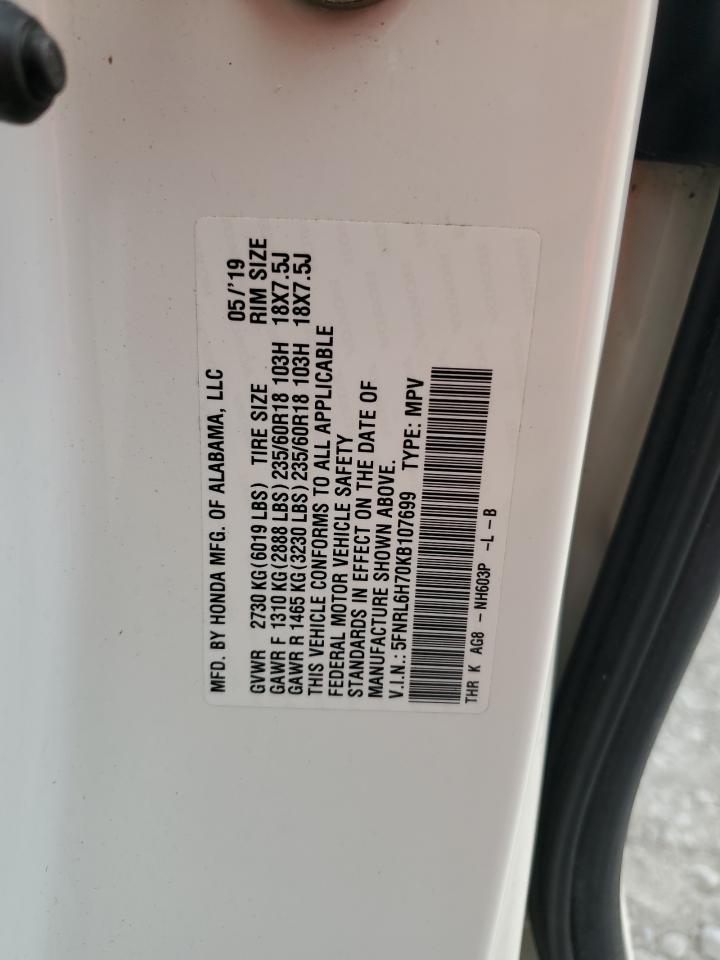 MFD. BY HONDA MFG. OF ALABAMA, LLC 05/'19
GVWR 2730 KG(6019 LBS) TIRE SIZE RIM SIZE
GAWR F 1310 KG(2888 LBS)235/60R18 103H 18X7.5J
GAWR R 1465 KG(3230 LBS)235/60R18 103H 18X7.5J
THIS VEHICLE CONFORMS TO ALL APPLICABLE
FEDERAL MOTOR VEHICLE SAFETY
STANDARDS IN EFFECT ON THE DATE OF
MANUFACTURE SHOWN ABOVE.
V.I.N.:5FNRL6H70KB107699 TYPE: MPV
THR K AG8 - NH603P -L-B